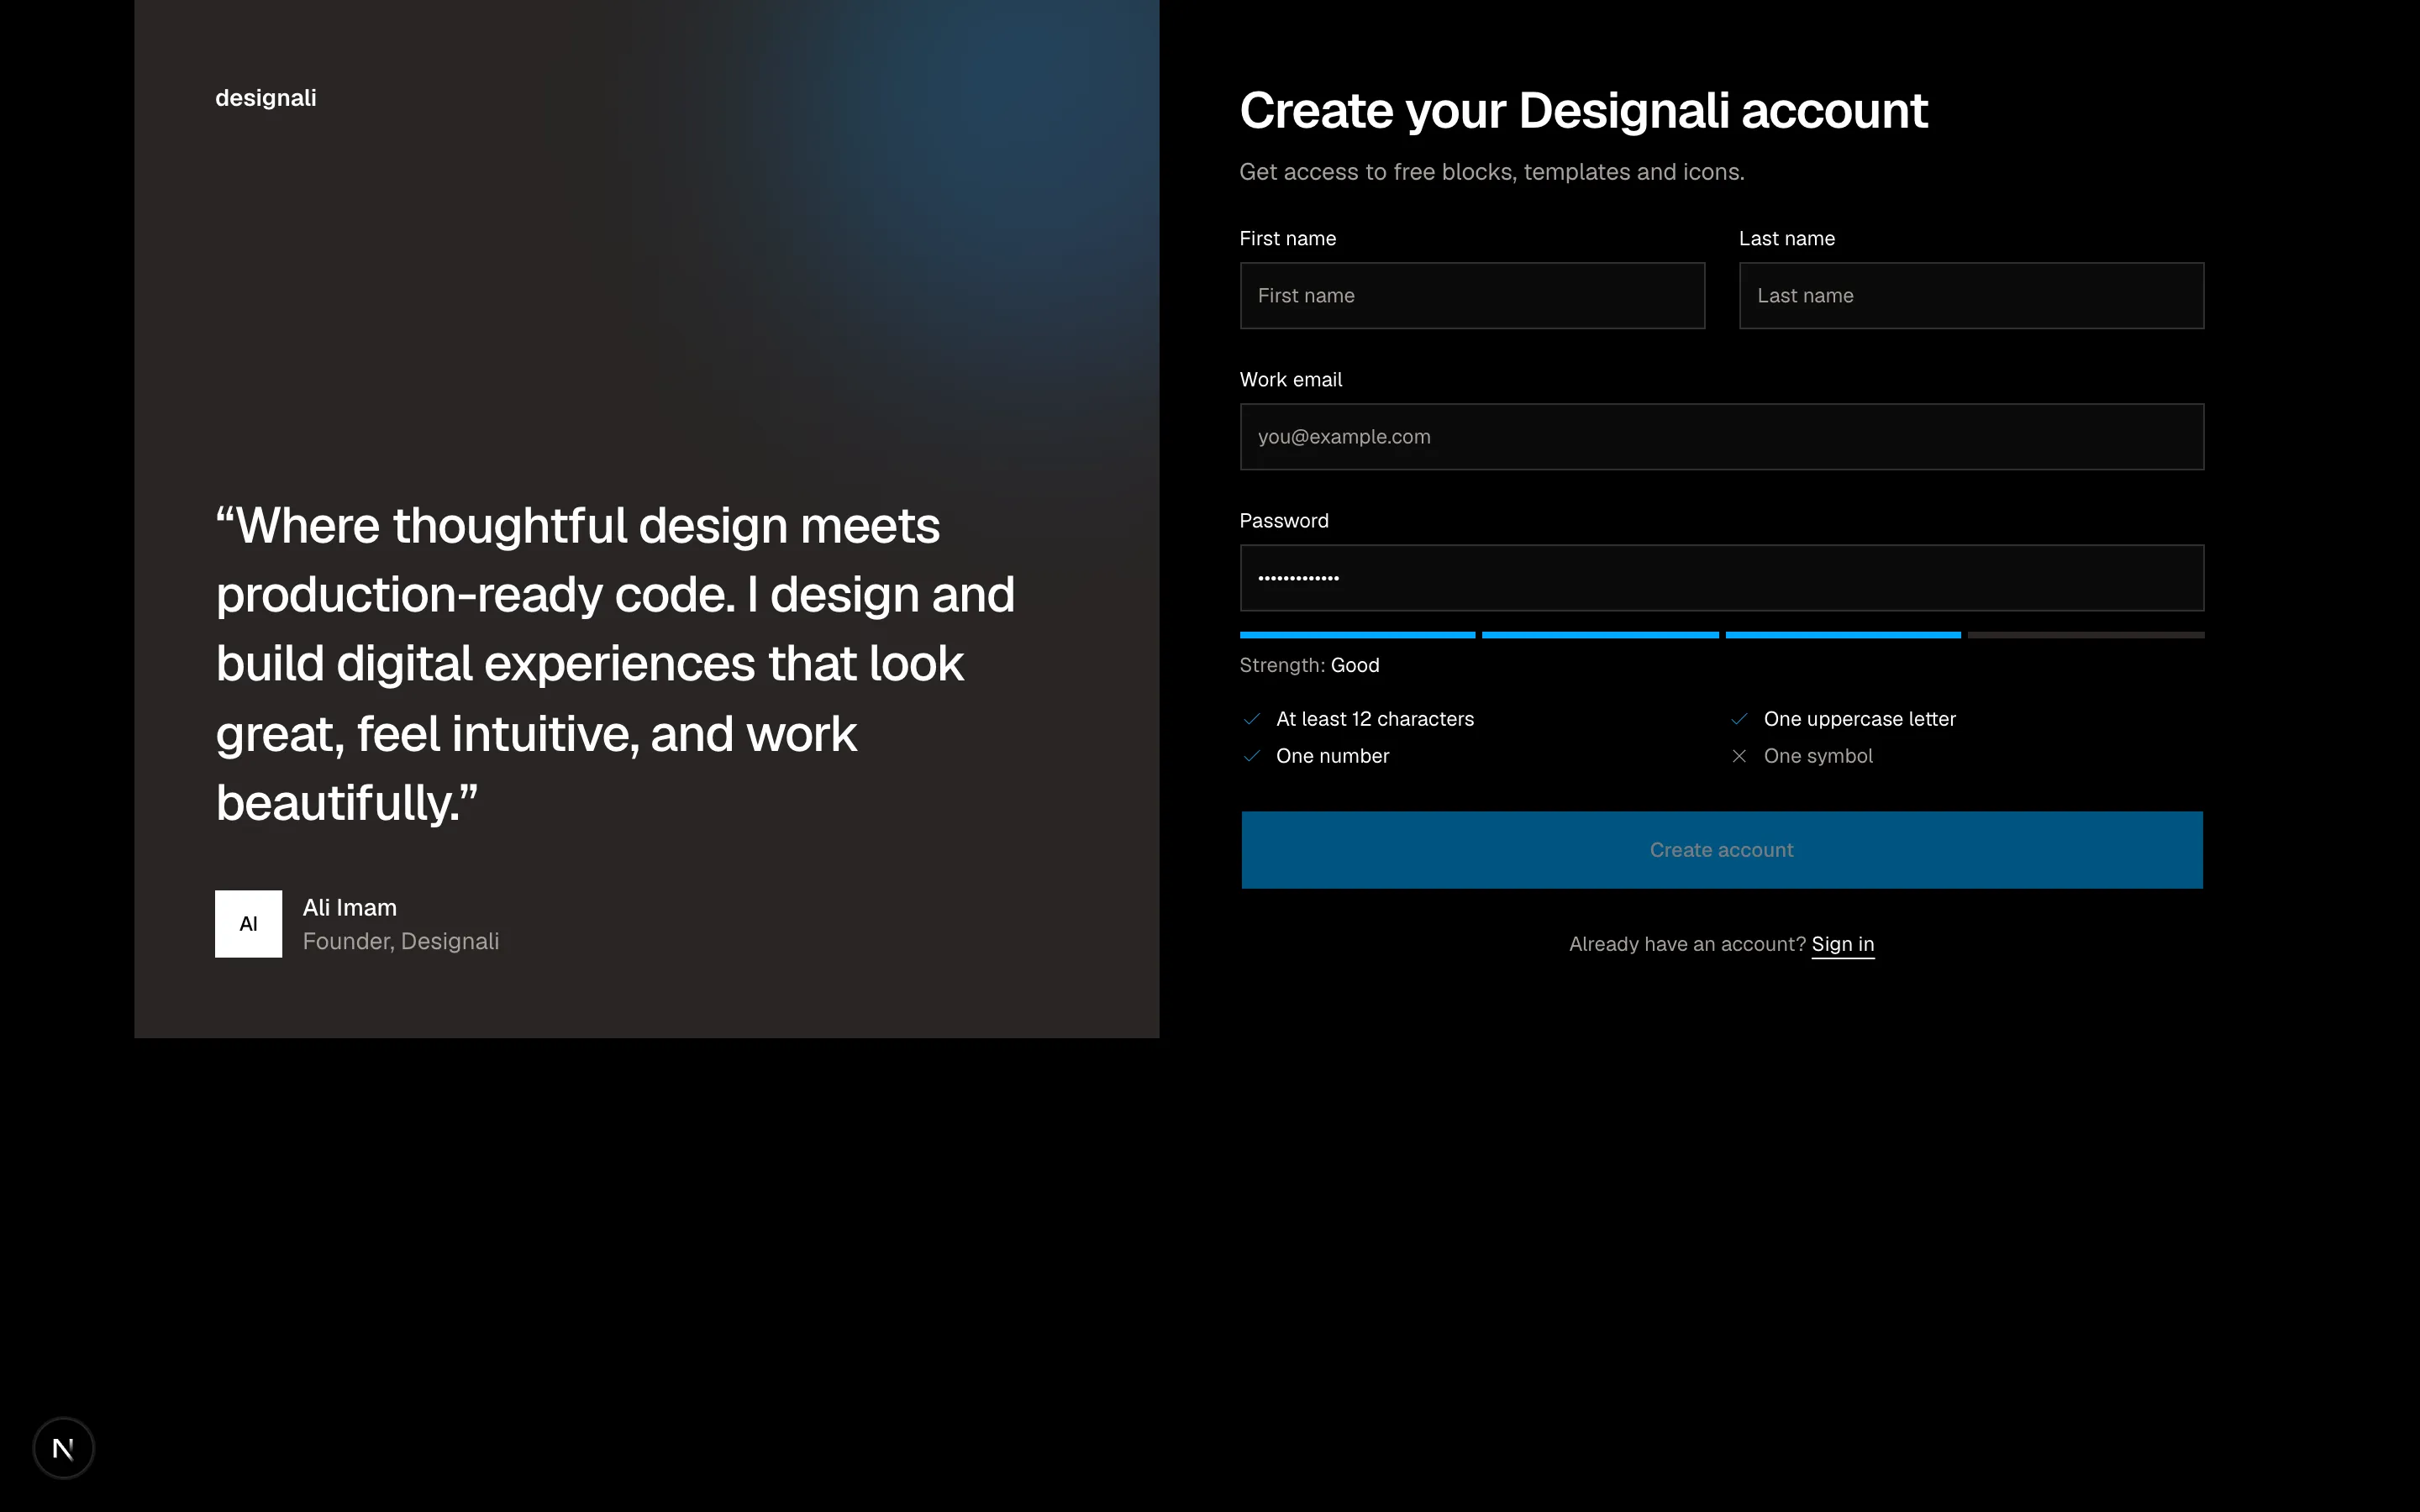 designali
“Where thoughtful design meets
production-ready code. I design and
build digital experiences that look
great, feel intuitive, and work
beautifully.”
AI
Ali Imam
Founder, Designali
Create your Designali account
Get access to free blocks, templates and icons.
First name
Last name
First name
Last name
Work email
you@example.com
Password
•••••••••••••
Strength: Good
At least 12 characters
One uppercase letter
One number
One symbol
Create account
Already have an account? Sign in
N